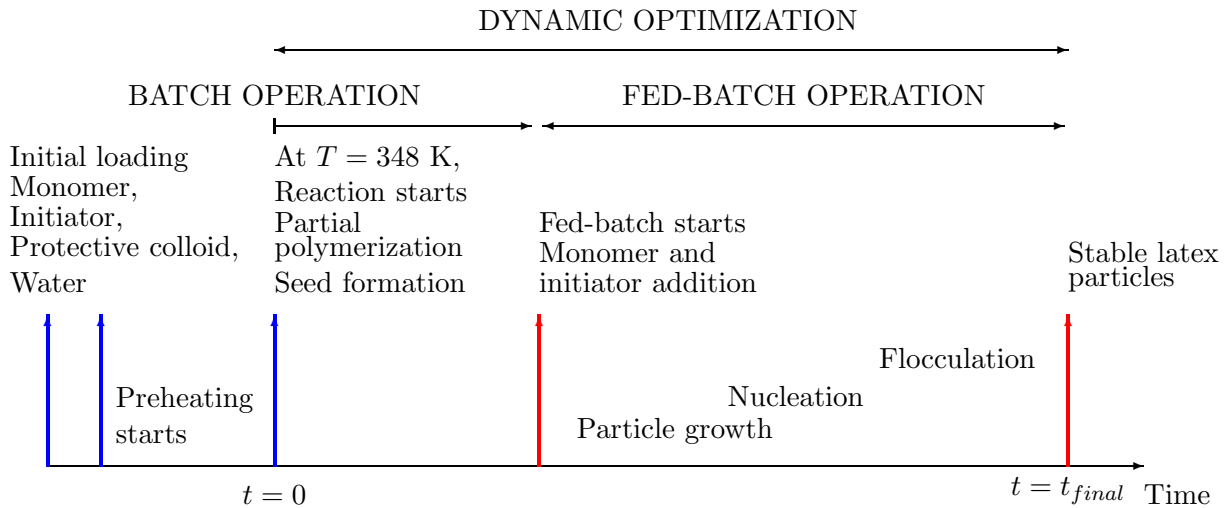 DYNAMIC OPTIMIZATION
BATCH OPERATION
FED-BATCH OPERATION
Initial loading
Monomer,
Initiator,
Protective colloid,
Water
At T = 348 K,
Reaction starts
Partial
polymerization
Seed formation
Fed-batch starts
Monomer and
initiator addition
Stable latex
particles
Preheating
starts
Particle growth
Nucleation
Flocculation
t = 0
t = t_{final}
Time